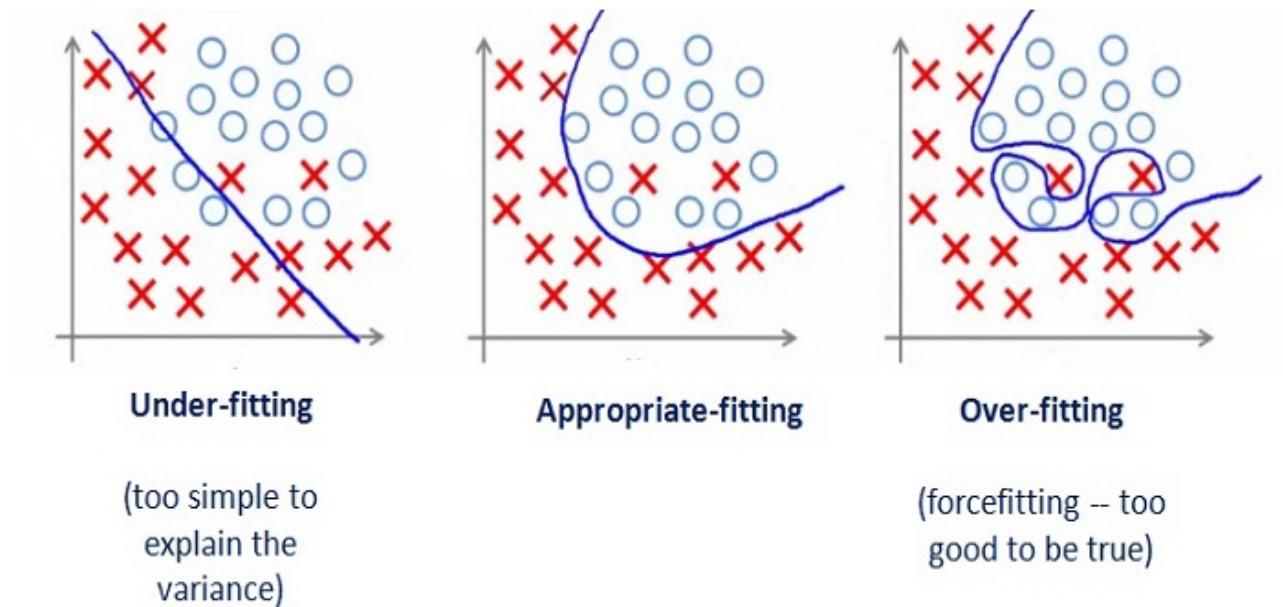 Under-fitting
Appropriate-fitting
Over-fitting
(too simple to
explain the
variance)
(forcefitting -- too
good to be true)